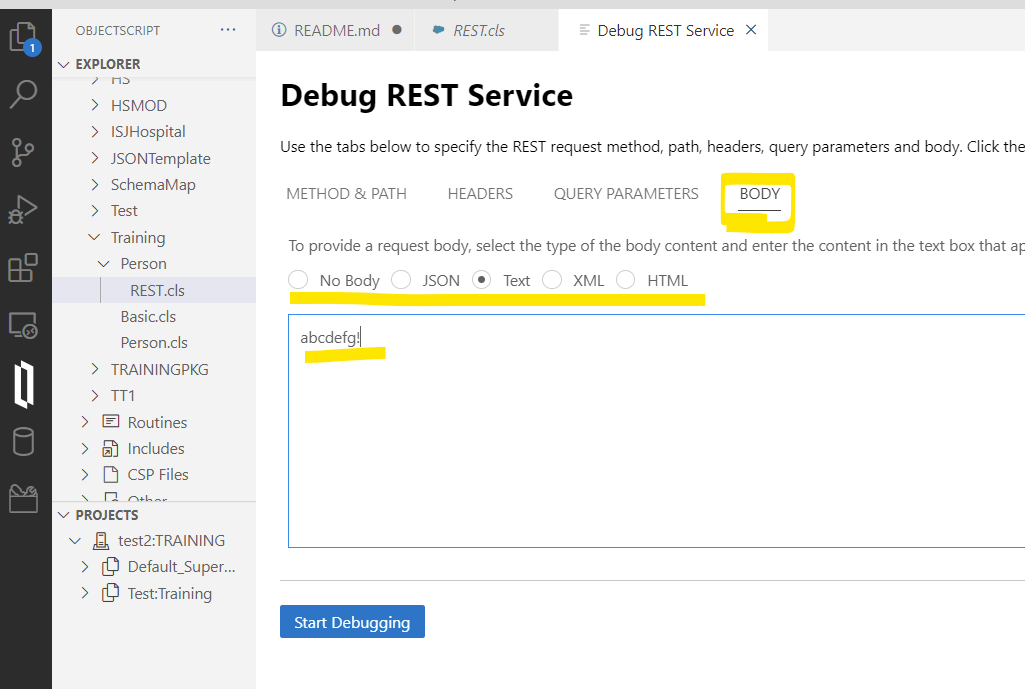 OBJECTSCRIPT
README.md
REST.cls
Debug REST Service
1
EXPLORER
HS
HSMOD
ISJHospital
JSONTemplate
SchemaMap
Test
Training
Person
REST.cls
Basic.cls
Person.cls
TRAININGPKG
TT1
Routines
Includes
CSP Files
Other
PROJECTS
test2:TRAINING
Default_Super...
Test:Training
Debug REST Service
Use the tabs below to specify the REST request method, path, headers, query parameters and body. Click the
METHOD & PATH HEADERS QUERY PARAMETERS BODY
To provide a request body, select the type of the body content and enter the content in the text box that ap
No Body JSON Text XML HTML
abcdefg!
Start Debugging